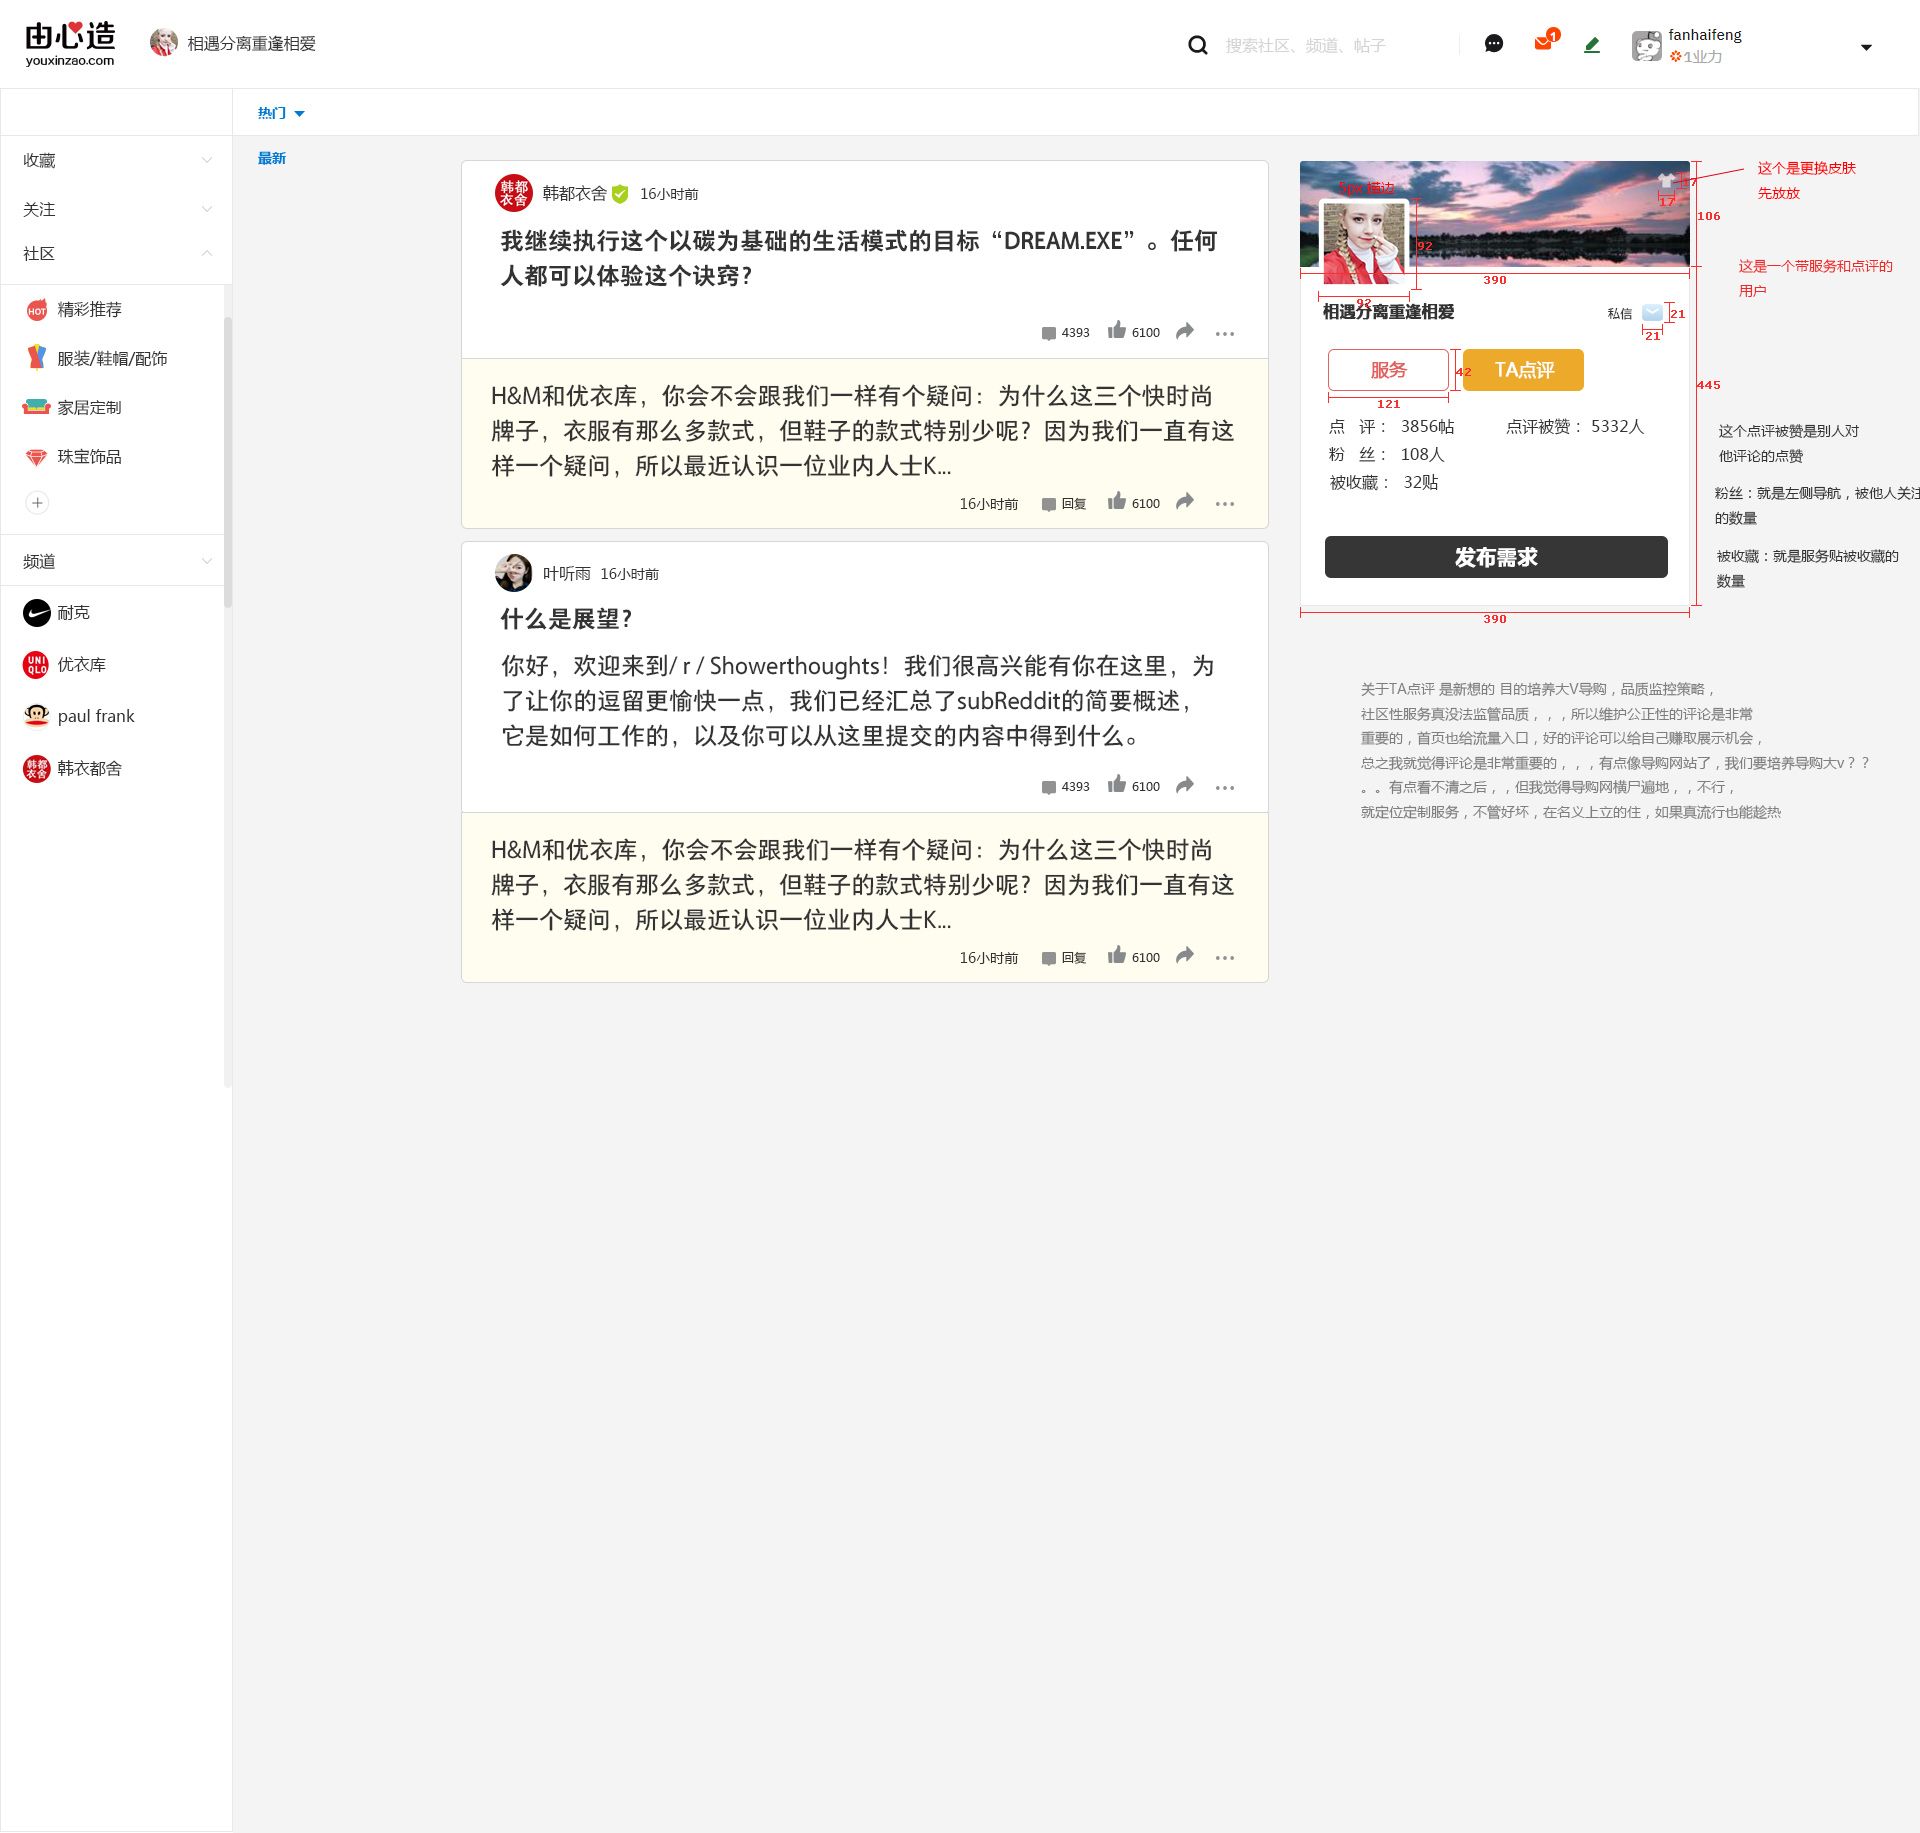 由心造
youxinzao.com
相遇分离重逢相爱
搜索社区、频道、帖子
1
fanhaifeng
1业力
热门
最新
收藏
关注
社区
HOT
精彩推荐
服装/鞋帽/配饰
家居定制
珠宝饰品
频道
耐克
UNI
QLO
优衣库
paul frank
韩都
衣舍
韩衣都舍
韩都
衣舍
韩都衣舍
16小时前
我继续执行这个以碳为基础的生活模式的目标“DREAM.EXE”。任何
人都可以体验这个诀窍？
4393
6100
H&M和优衣库，你会不会跟我们一样有个疑问：为什么这三个快时尚
牌子，衣服有那么多款式，但鞋子的款式特别少呢？因为我们一直有这
样一个疑问，所以最近认识一位业内人士K...
16小时前
回复
6100
叶听雨
16小时前
什么是展望？
你好，欢迎来到/ r / Showerthoughts！我们很高兴能有你在这里，为
了让你的逗留更愉快一点，我们已经汇总了subReddit的简要概述，
它是如何工作的，以及你可以从这里提交的内容中得到什么。
4393
6100
H&M和优衣库，你会不会跟我们一样有个疑问：为什么这三个快时尚
牌子，衣服有那么多款式，但鞋子的款式特别少呢？因为我们一直有这
样一个疑问，所以最近认识一位业内人士K...
16小时前
回复
6100
5px 描边
17
17
106
92
390
92
相遇分离重逢相爱
私信
21
21
服务
42
TA点评
121
445
点 评： 3856帖
点评被赞： 5332人
粉 丝： 108人
被收藏： 32贴
发布需求
390
这个是更换皮肤
先放放
这是一个带服务和点评的
用户
这个点评被赞是别人对
他评论的点赞
粉丝：就是左侧导航，被他人关注
的数量
被收藏：就是服务贴被收藏的
数量
关于TA点评 是新想的 目的培养大V导购，品质监控策略，
社区性服务真没法监管品质，，，所以维护公正性的评论是非常
重要的，首页也给流量入口，好的评论可以给自己赚取展示机会，
总之我就觉得评论是非常重要的，，，有点像导购网站了，我们要培养导购大v？？
。。有点看不清之后，，但我觉得导购网横尸遍地，，不行，
就定位定制服务，不管好坏，在名义上立的住，如果真流行也能趁热